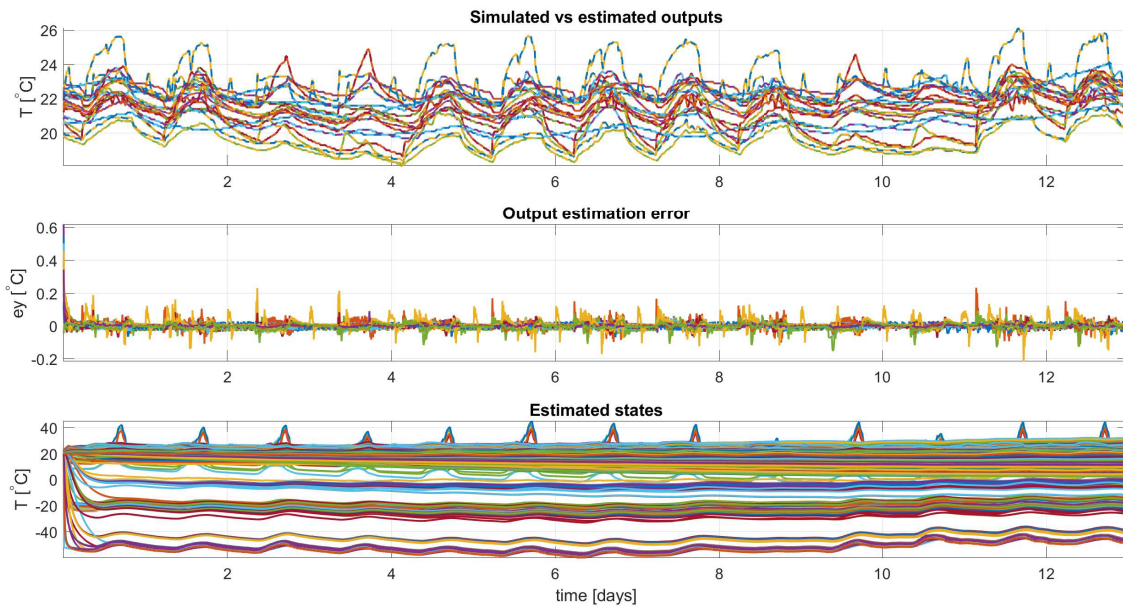 Simulated vs estimated outputs
26
24
22
20
T [°C]
2 4 6 8 10 12
Output estimation error
0.6
0.4
0.2
0
-0.2
ey [°C]
2 4 6 8 10 12
Estimated states
40
20
0
-20
-40
T [°C]
2 4 6 8 10 12
time [days]